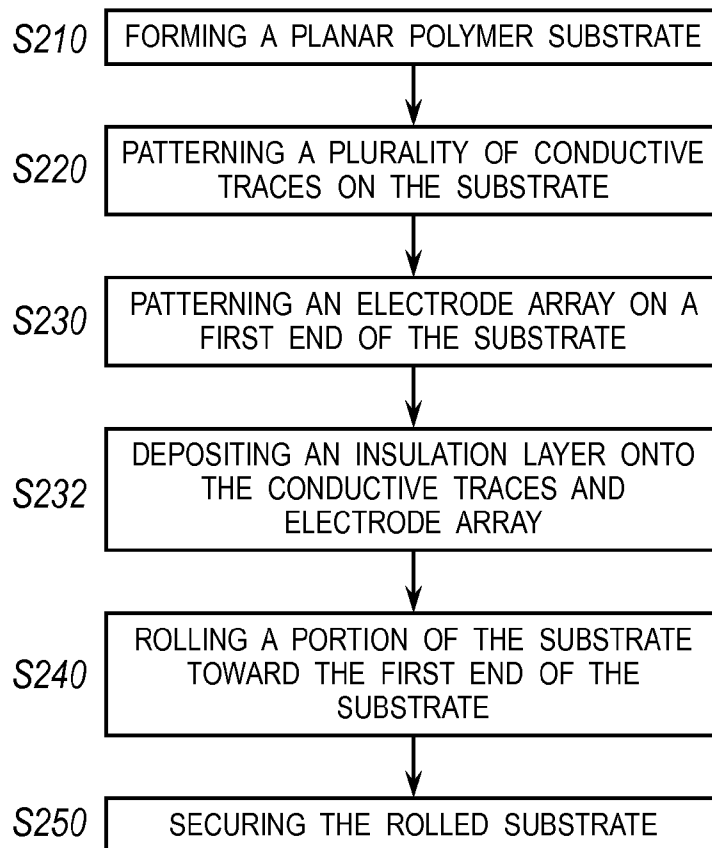 S210 FORMING A PLANAR POLYMER SUBSTRATE
S220 PATTERNING A PLURALITY OF CONDUCTIVE
TRACES ON THE SUBSTRATE
S230 PATTERNING AN ELECTRODE ARRAY ON A
FIRST END OF THE SUBSTRATE
S232 DEPOSITING AN INSULATION LAYER ONTO
THE CONDUCTIVE TRACES AND
ELECTRODE ARRAY
S240 ROLLING A PORTION OF THE SUBSTRATE
TOWARD THE FIRST END OF THE
SUBSTRATE
S250 SECURING THE ROLLED SUBSTRATE